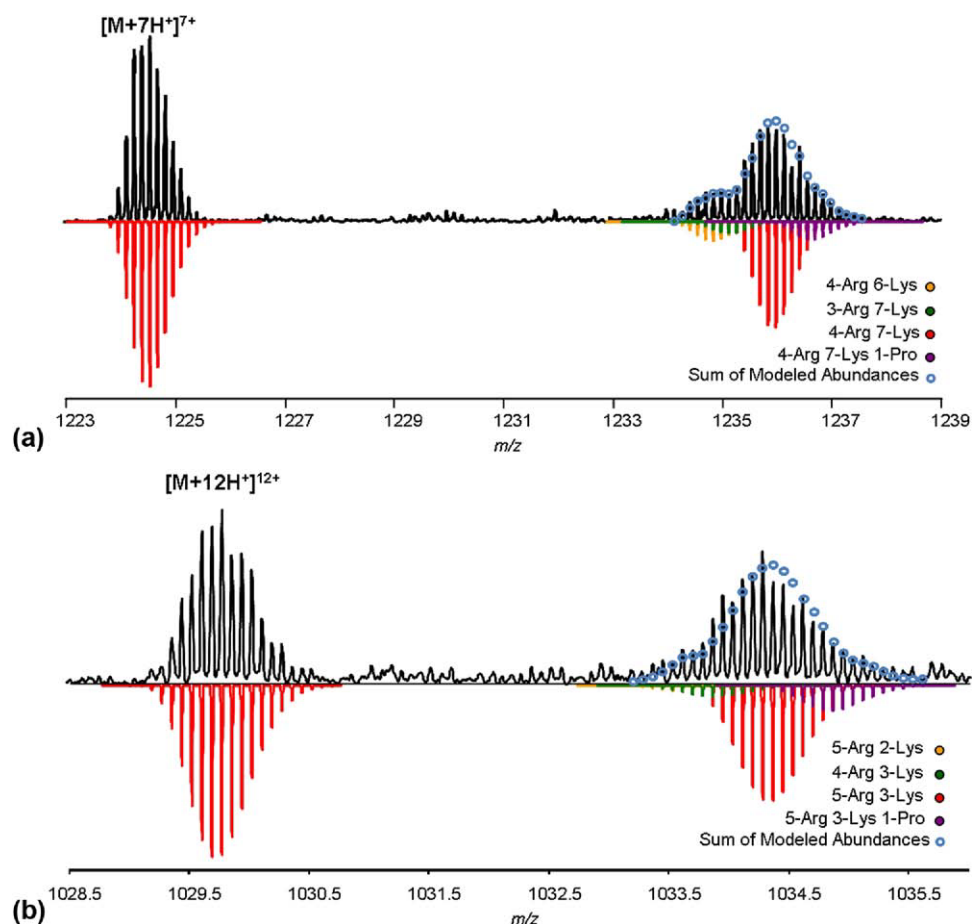 [M+7H⁺]⁷⁺
4-Arg 6-Lys
3-Arg 7-Lys
4-Arg 7-Lys
4-Arg 7-Lys 1-Pro
Sum of Modeled Abundances
1223 1225 1227 1229 1231 1233 1235 1237 1239
(a)
m/z
[M+12H⁺]¹²⁺
5-Arg 2-Lys
4-Arg 3-Lys
5-Arg 3-Lys
5-Arg 3-Lys 1-Pro
Sum of Modeled Abundances
1028.5 1029.5 1030.5 1031.5 1032.5 1033.5 1034.5 1035.5
(b)
m/z